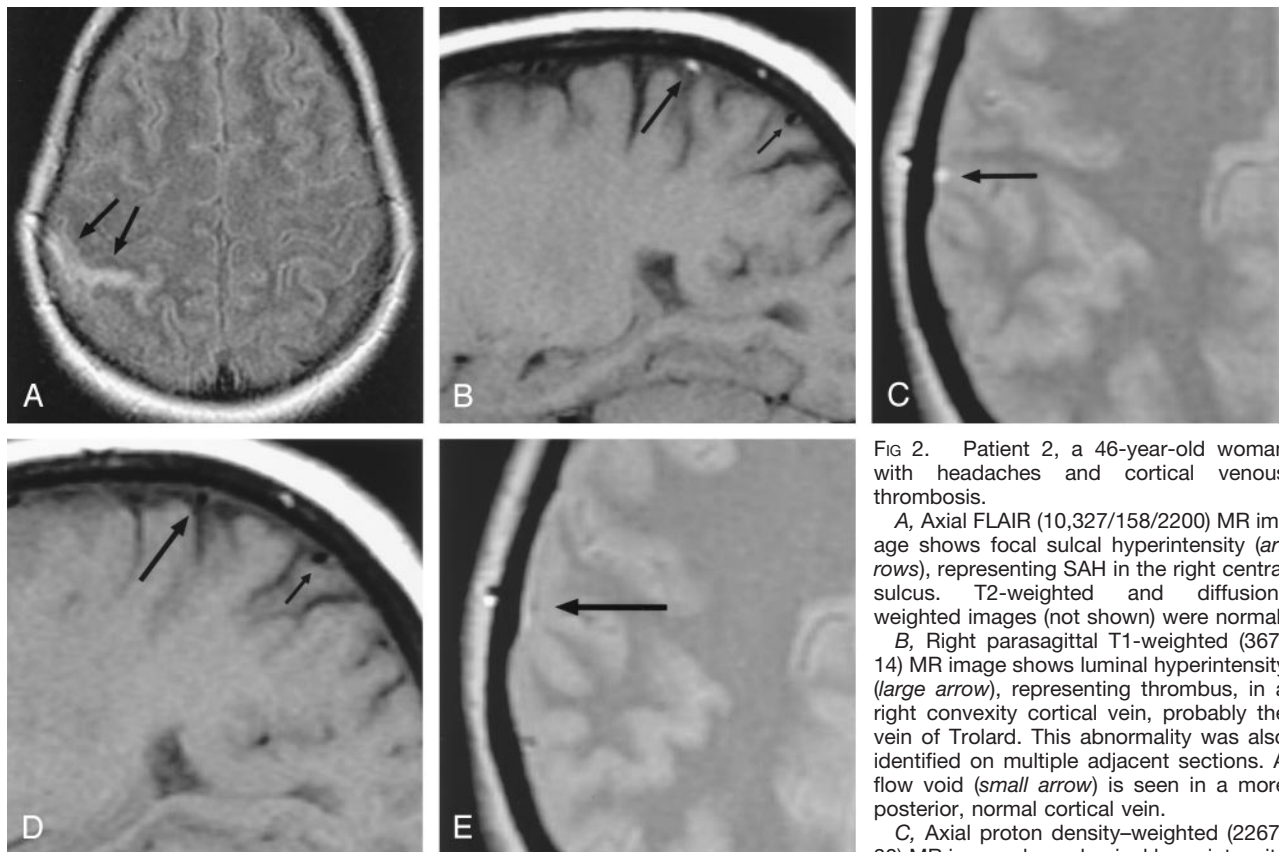 A
B
C
D
E
FIG 2. Patient 2, a 46-year-old woman
with headaches and cortical venous
thrombosis.
A, Axial FLAIR (10,327/158/2200) MR im
age shows focal sulcal hyperintensity (ar
rows), representing SAH in the right central
sulcus. T2-weighted and diffusion
weighted images (not shown) were normal
B, Right parasagittal T1-weighted (367
14) MR image shows luminal hyperintensity
(large arrow), representing thrombus, in a
right convexity cortical vein, probably the
vein of Trolard. This abnormality was also
identified on multiple adjacent sections. A
flow void (small arrow) is seen in a more
posterior, normal cortical vein.
C, Axial proton density–weighted (2267